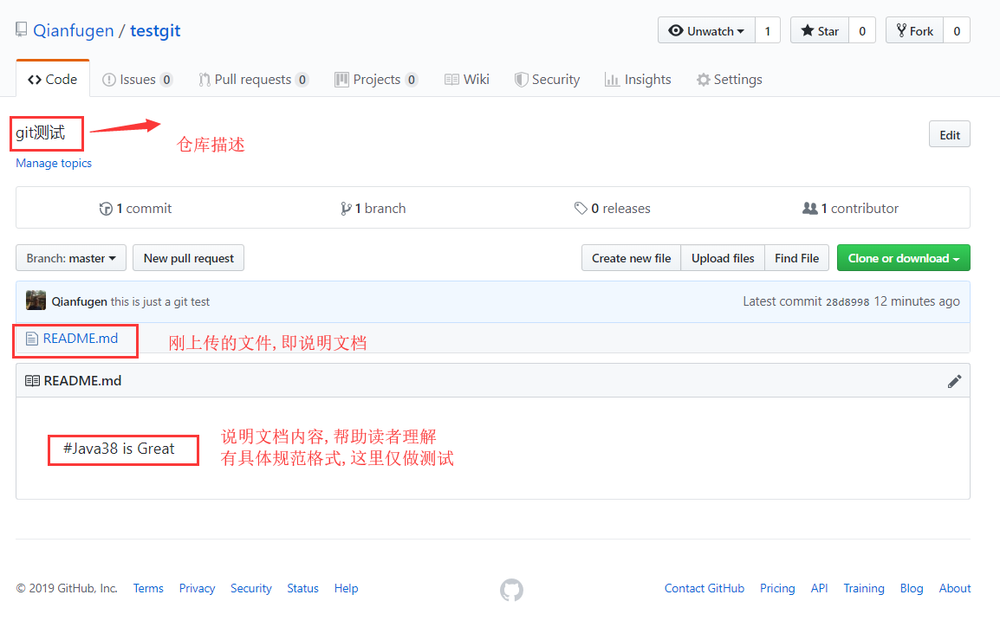 Qianfugen / testgit
Unwatch 1 Star 0 Fork 0
Code Issues 0 Pull requests 0 Projects 0 Wiki Security Insights Settings
git测试
仓库描述
Edit
Manage topics
1 commit 1 branch 0 releases 1 contributor
Branch: master New pull request Create new file Upload files Find File Clone or download
Qianfugen this is just a git test Latest commit 28d8998 12 minutes ago
README.md 刚上传的文件, 即说明文档
README.md
#Java38 is Great
说明文档内容, 帮助读者理解
有具体规范格式, 这里仅做测试
© 2019 GitHub, Inc. Terms Privacy Security Status Help Contact GitHub Pricing API Training Blog About